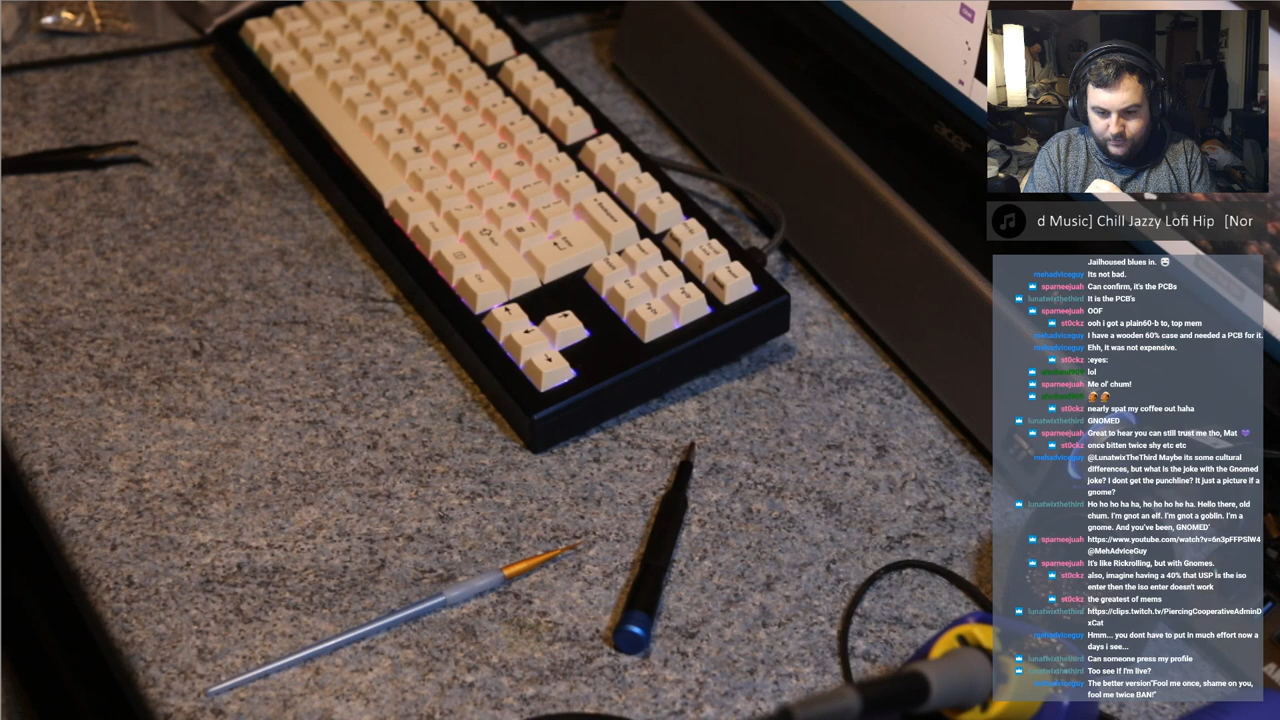 acer
d Music] Chill Jazzy Lofi Hip [Nor
Jailhoused blues in.
mehadviceguy Its not bad.
sparneejuah Can confirm, it's the PCBs
lunatwixthethird It is the PCB's
sparneejuah OOF
st0ckz ooh i got a plain60-b to, top mem
mehadviceguy I have a wooden 60% case and needed a PCB for it.
mehadviceguy Ehh, it was not expensive.
st0ckz :eyes:
lol
sparneejuah Me ol' chum!
st0ckz nearly spat my coffee out haha
lunatwixthethird GNOMED
sparneejuah Great to hear you can still trust me tho, Mat
st0ckz once bitten twice shy etc etc
mehadviceguy @LunatwixTheThird Maybe its some cultural
differences, but what is the joke with the Gnomed
joke? I dont get the punchline? It just a picture if a
gnome?
lunatwixthethird Ho ho ho ha ha, ho ho ho he ha. Hello there, old
chum. I'm gnot an elf. I'm gnot a goblin. I'm a
gnome. And you've been, GNOMED'
sparneejuah https://www.youtube.com/watch?v=6n3pFFPSlW4
@MehAdviceGuy
sparneejuah It's like Rickrolling, but with Gnomes.
st0ckz also, imagine having a 40% that USP is the iso
enter then the iso enter doesn't work
st0ckz the greatest of mems
lunatwixthethird https://clips.twitch.tv/PiercingCooperativeAdminD
xCat
mehadviceguy Hmm... you dont have to put in much effort now a
days i see...
lunatwixthethird Can someone press my profile
lunatwixthethird Too see if I'm live?
mehadviceguy The better version"Fool me once, shame on you,
fool me twice BAN!"